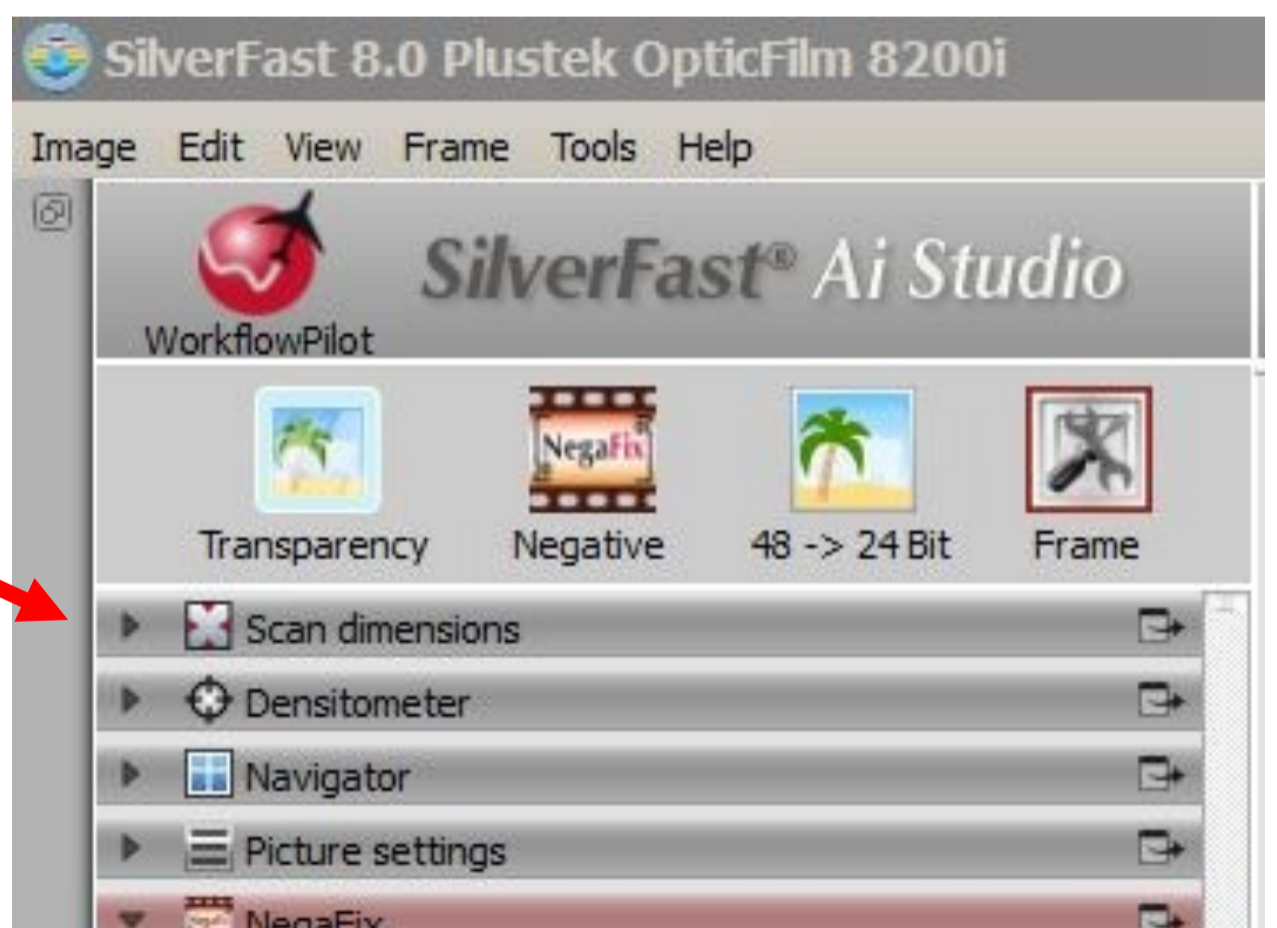 SilverFast 8.0 Plustek OpticFilm 8200i
Image Edit View Frame Tools Help
SilverFast® Ai Studio
WorkflowPilot
NegaFix
Transparency Negative 48 -> 24 Bit Frame
Scan dimensions
Densitometer
Navigator
Picture settings
NegaFix